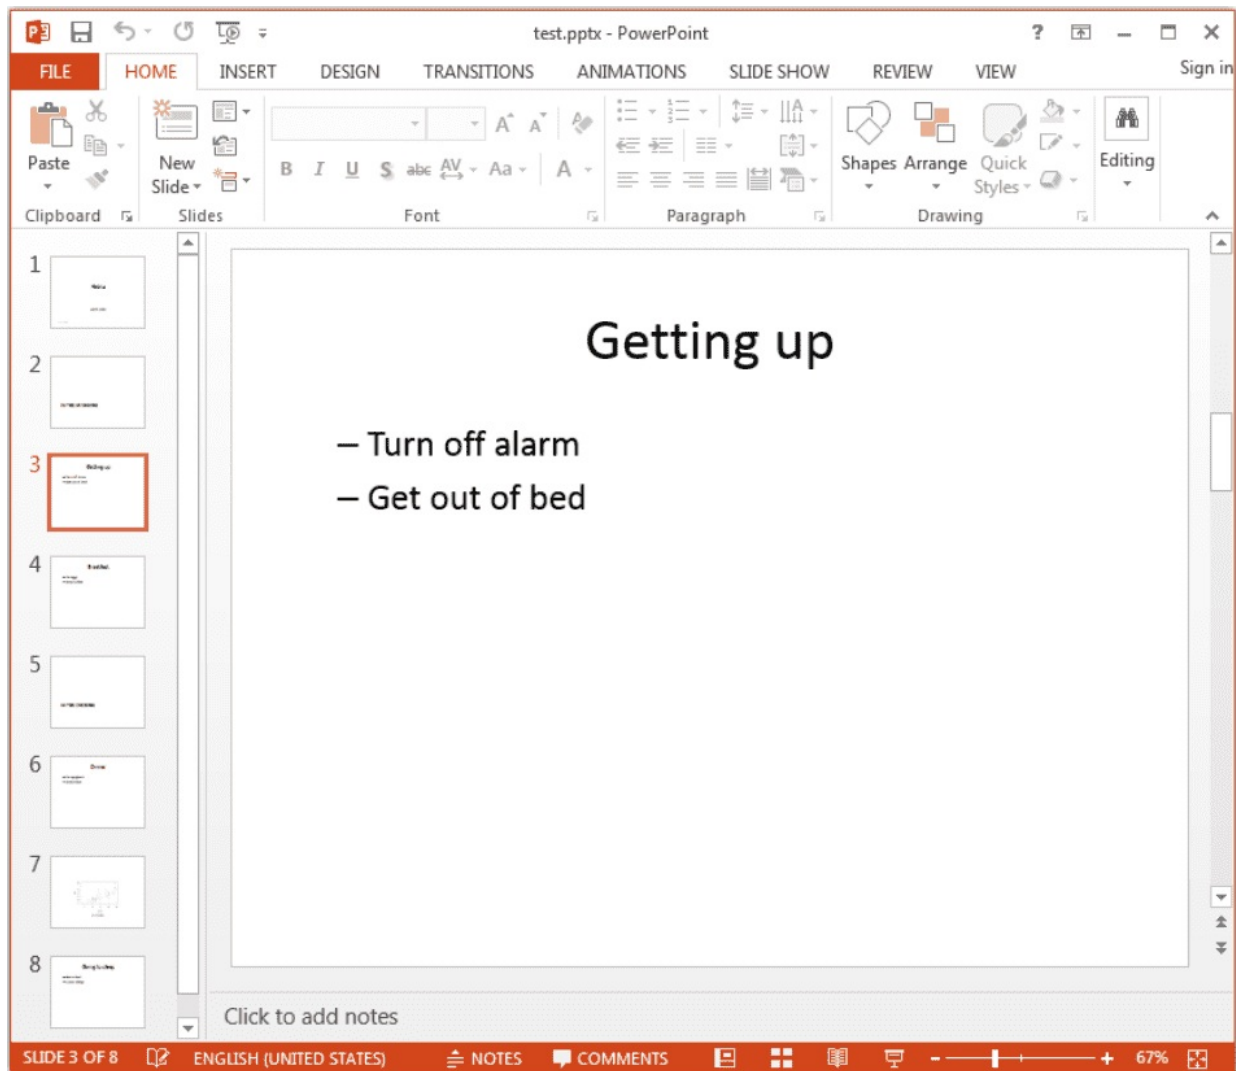 test.pptx - PowerPoint
FILE HOME INSERT DESIGN TRANSITIONS ANIMATIONS SLIDE SHOW REVIEW VIEW Sign in
Paste
New Slide
B I U S abc AV Aa A
Shapes Arrange Quick Styles
Editing
Clipboard Slides Font Paragraph Drawing
1
2
3
4
5
6
7
8
Getting up
– Turn off alarm
– Get out of bed
Click to add notes
SLIDE 3 OF 8 ENGLISH (UNITED STATES) NOTES COMMENTS 67%